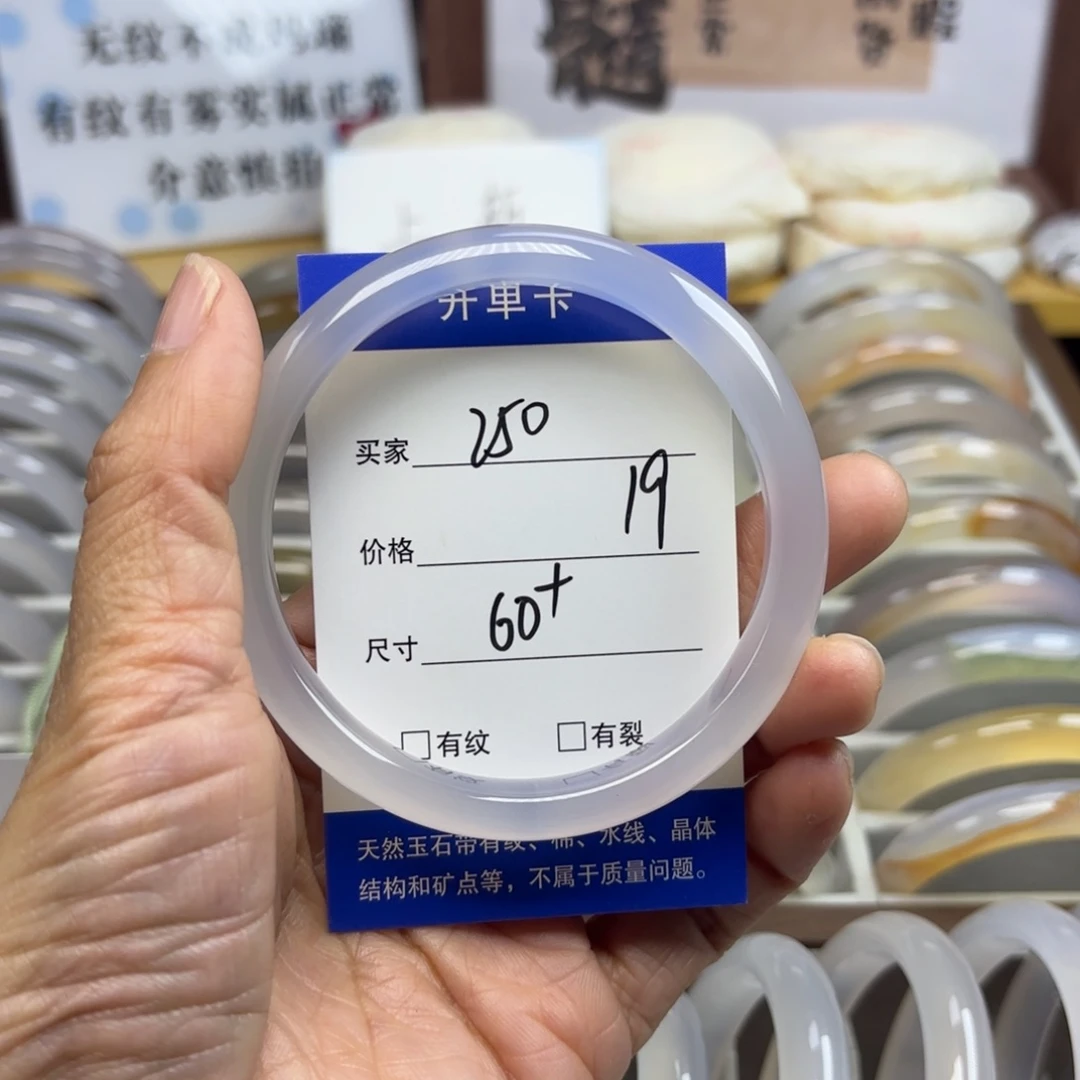 有纹有雾实属正常
开单卡
买家 250
19
价格
尺寸 60+
□有纹 □有裂
天然玉石带有纹、棉、水线、晶体
结构和矿点等，不属于质量问题。